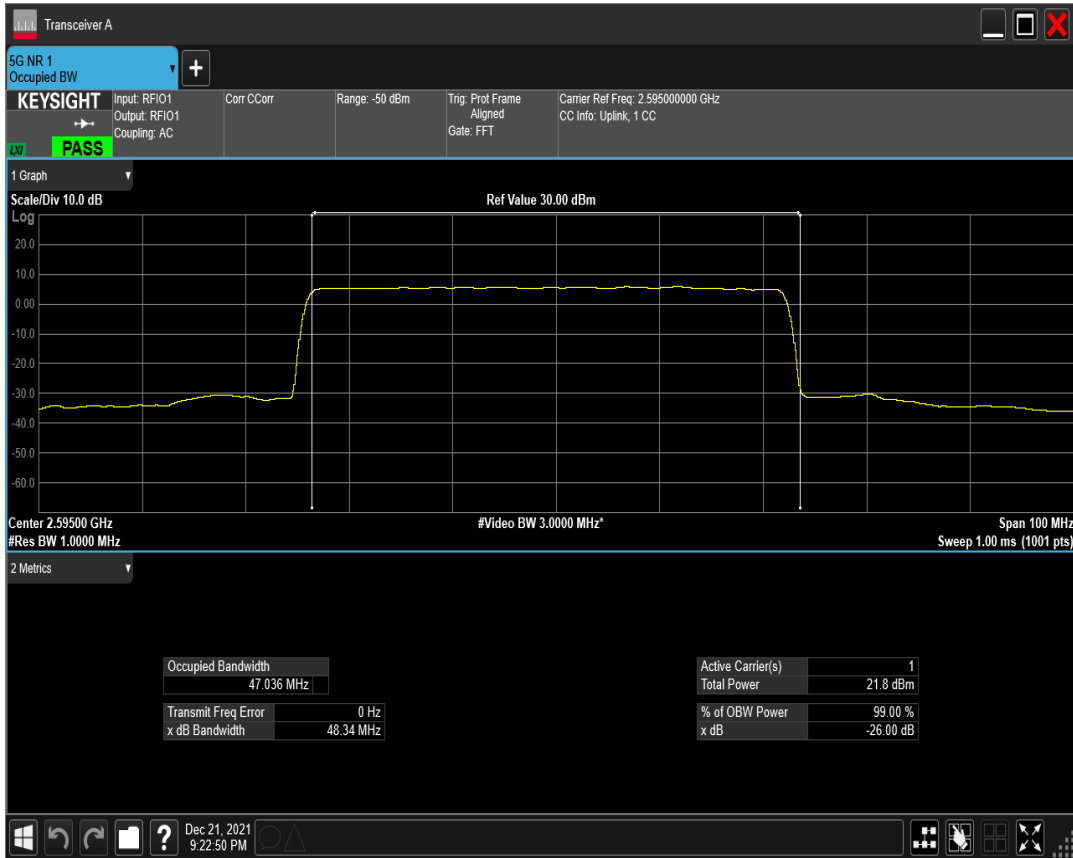 Transceiver A
5G NR 1
Occupied BW
KEYSIGHT
LXI
PASS
Input: RFIO1
Output: RFIO1
Coupling: AC
Corr CCorr
Range: -50 dBm
Trig: Prot Frame
Aligned
Gate: FFT
Carrier Ref Freq: 2.595000000 GHz
CC Info: Uplink, 1 CC
1 Graph
Scale/Div 10.0 dB
Ref Value 30.00 dBm
Log
20.0
10.0
0.00
-10.0
-20.0
-30.0
-40.0
-50.0
-60.0
Center 2.59500 GHz
#Video BW 3.0000 MHz*
Span 100 MHz
#Res BW 1.0000 MHz
Sweep 1.00 ms (1001 pts)
2 Metrics
Occupied Bandwidth
47.036 MHz
Transmit Freq Error 0 Hz
x dB Bandwidth 48.34 MHz
Active Carrier(s) 1
Total Power 21.8 dBm
% of OBW Power 99.00 %
x dB -26.00 dB
?
Dec 21, 2021
9:22:50 PM